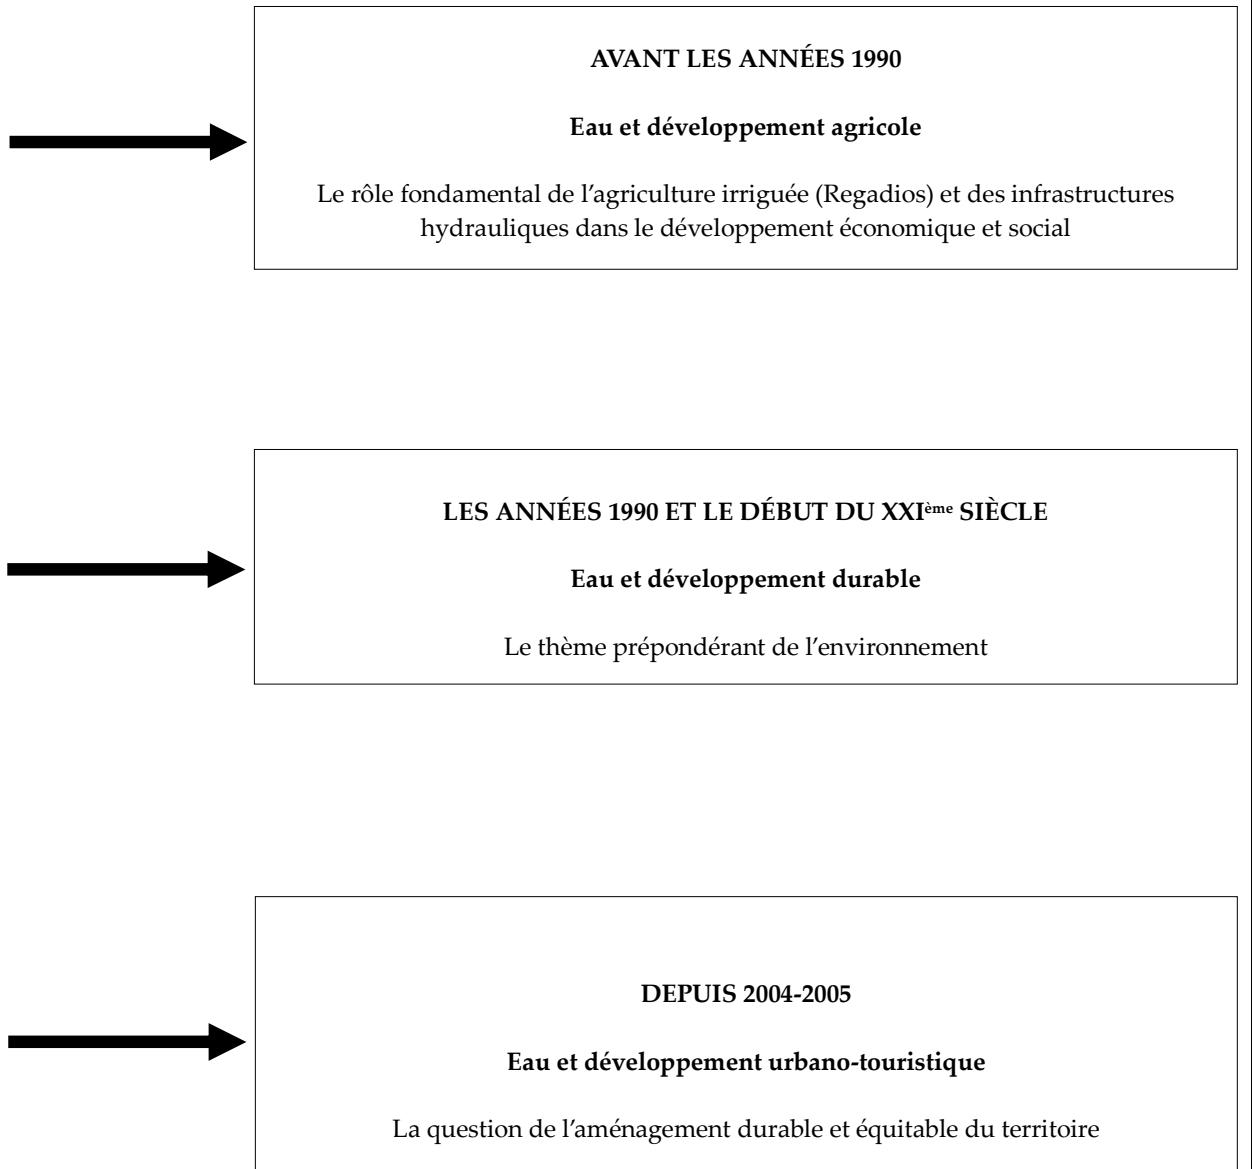 AVANT LES ANNÉES 1990
Eau et développement agricole
Le rôle fondamental de l’agriculture irriguée (Regadios) et des infrastructures
hydrauliques dans le développement économique et social
LES ANNÉES 1990 ET LE DÉBUT DU XXIème SIÈCLE
Eau et développement durable
Le thème prépondérant de l’environnement
DEPUIS 2004-2005
Eau et développement urbano-touristique
La question de l’aménagement durable et équitable du territoire